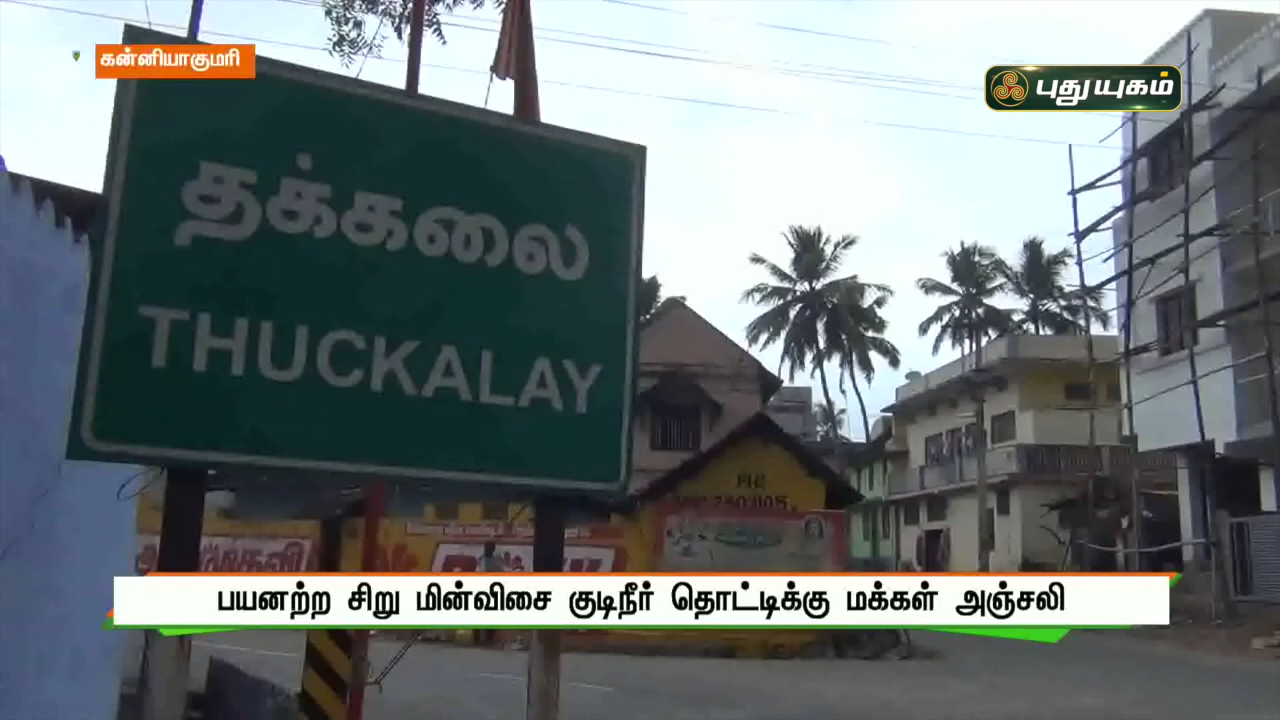 கன்னியாகுமரி
புதுயுகம்
தக்கலை
THUCKALAY
பயனற்ற சிறு மின்விசை குடிநீர் தொட்டிக்கு மக்கள் அஞ்சலி